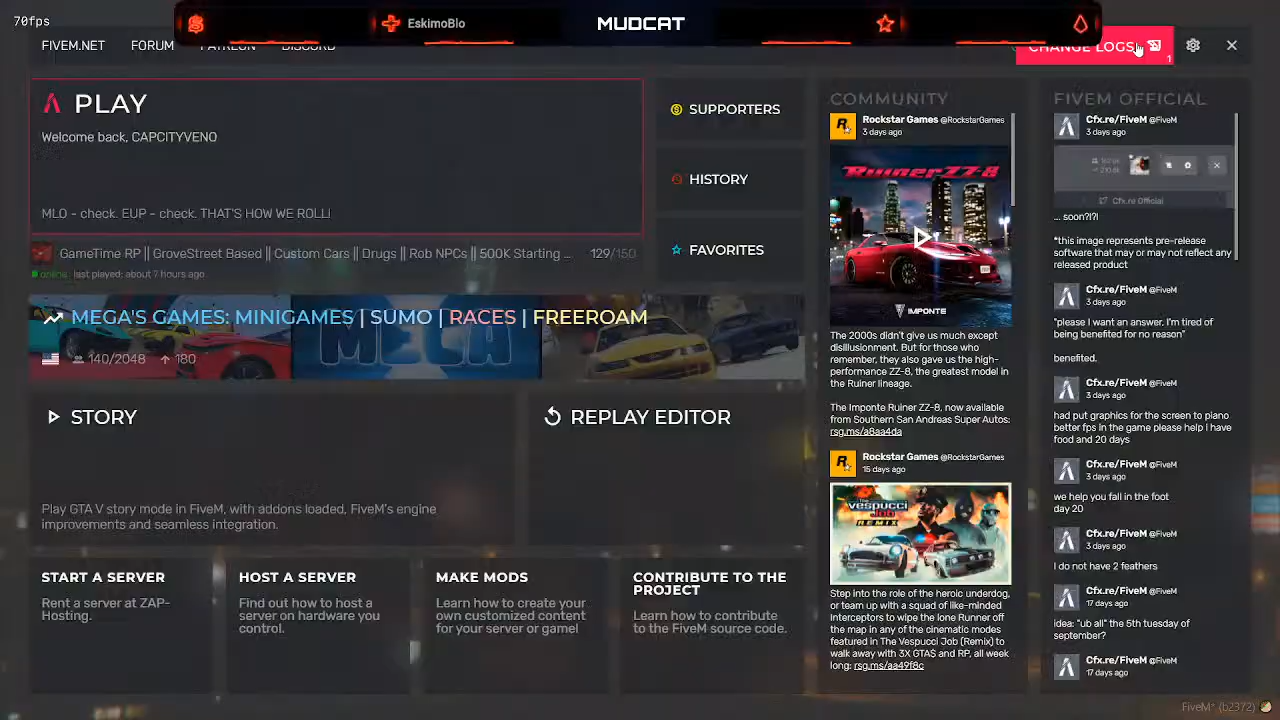 70fps
EskimoBlo
MUDCAT
FIVEM.NET
FORUM
PATREON
DISCORD
CHANGE LOGS
1
PLAY
Welcome back, CAPCITYVENO
MLO - check. EUP - check. THAT'S HOW WE ROLL!
GameTime RP || GroveStreet Based || Custom Cars || Drugs || Rob NPCs || 500K Starting ...
129/150
online, last played: about 7 hours ago
SUPPORTERS
HISTORY
FAVORITES
MEGA'S GAMES: MINIGAMES | SUMO | RACES | FREEROAM
140/2048
180
MEGA
STORY
Play GTA V story mode in FiveM, with addons loaded, FiveM's engine
improvements and seamless integration.
REPLAY EDITOR
START A SERVER
Rent a server at ZAP-
Hosting.
HOST A SERVER
Find out how to host a
server on hardware you
control.
MAKE MODS
Learn how to create your
own customized content
for your server or game!
CONTRIBUTE TO THE
PROJECT
Learn how to contribute
to the FiveM source code.
COMMUNITY
Rockstar Games @RockstarGames
3 days ago
RUINER ZZ-8
IMPONTE
The 2000s didn't give us much except
disillusionment. But for those who
remember, they also gave us the high-
performance ZZ-8, the greatest model in
the Ruiner lineage.
The Imponte Ruiner ZZ-8, now available
from Southern San Andreas Super Autos:
rsg.ms/a8aa4da
Rockstar Games @RockstarGames
15 days ago
The
Vespucci
Job
REMIX
Step into the role of the heroic underdog,
or team up with a squad of like-minded
Interceptors to wipe the lone Runner off
the map in any of the cinematic modes
featured in The Vespucci Job (Remix) to
walk away with 3X GTA$ and RP, all week
long: rsg.ms/aa49f8c
FIVEM OFFICIAL
Cfx.re/FiveM @FiveM
3 days ago
Cfx.re Official
... soon?!?!
*this image represents pre-release
software that may or may not reflect any
released product
Cfx.re/FiveM @FiveM
3 days ago
"please I want an answer, I'm tired of
being benefited for no reason"
benefited.
Cfx.re/FiveM @FiveM
3 days ago
had put graphics for the screen to piano
better fps in the game please help i have
food and 20 days
Cfx.re/FiveM @FiveM
3 days ago
we help you fall in the foot
day 20
Cfx.re/FiveM @FiveM
3 days ago
I do not have 2 feathers
Cfx.re/FiveM @FiveM
17 days ago
idea: "ub all" the 5th tuesday of
september?
Cfx.re/FiveM @FiveM
17 days ago
FiveM* (b2372)